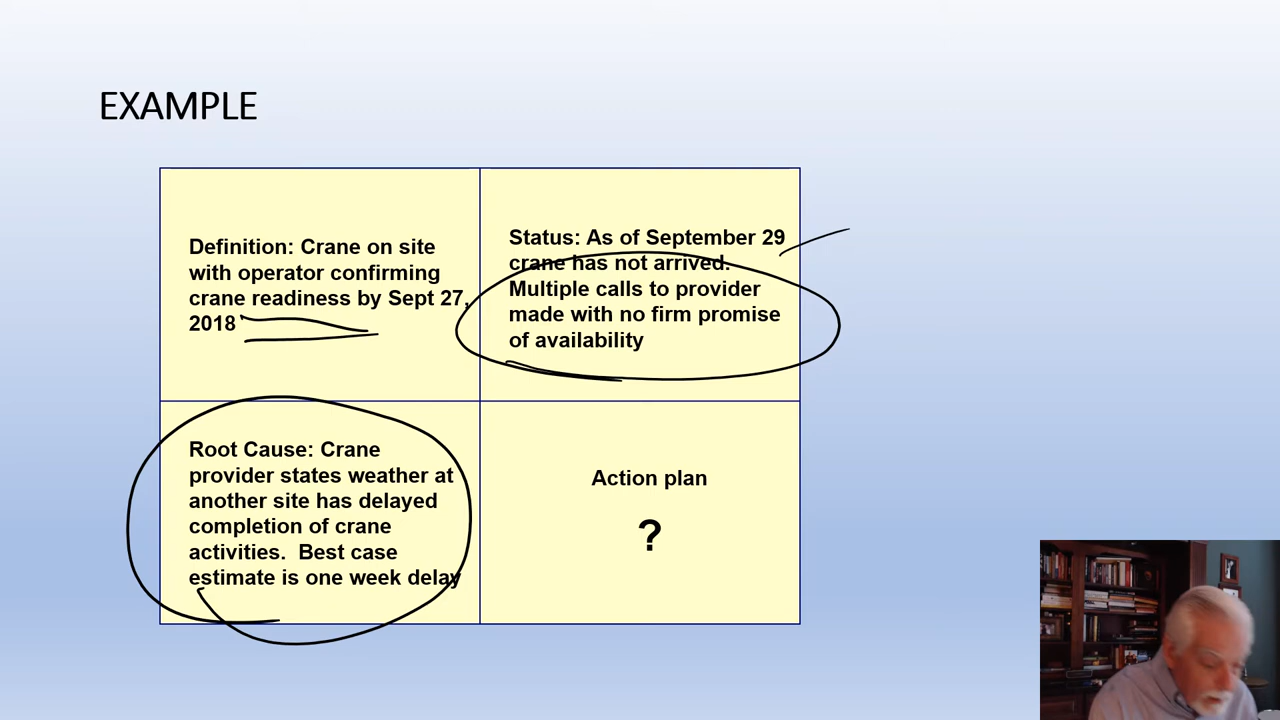 EXAMPLE
Definition: Crane on site
with operator confirming
crane readiness by Sept 27,
2018
Status: As of September 29
crane has not arrived.
Multiple calls to provider
made with no firm promise
of availability
Root Cause: Crane
provider states weather at
another site has delayed
completion of crane
activities.  Best case
estimate is one week delay
Action plan
?